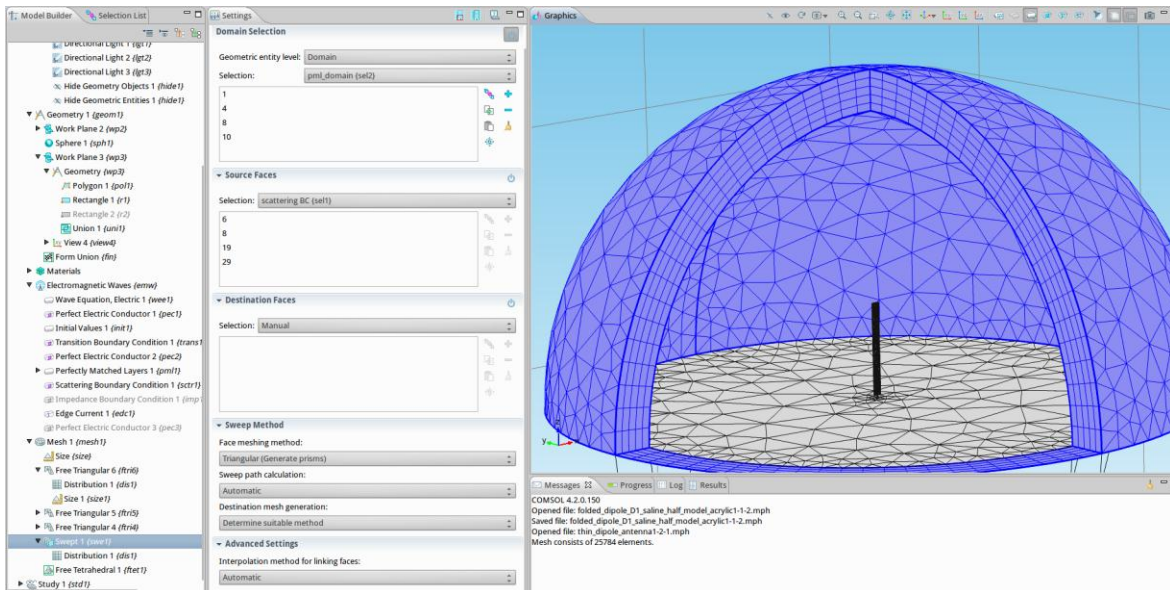 Model Builder
Selection List
Directional Light 1 (lgt1)
Directional Light 2 (lgt2)
Directional Light 3 (lgt3)
Hide Geometry Objects 1 (hide1)
Hide Geometric Entities 1 (hide1)
Geometry 1 (geom1)
Work Plane 2 (wp2)
Sphere 1 (sph1)
Work Plane 3 (wp3)
Geometry (wp3)
Polygon 1 (pol1)
Rectangle 1 (r1)
Rectangle 2 (r2)
Union 1 (uni1)
View 4 (view4)
Form Union (fin)
Materials
Electromagnetic Waves (emw)
Wave Equation, Electric 1 (wee1)
Perfect Electric Conductor 1 (pec1)
Initial Values 1 (init1)
Transition Boundary Condition 1 (trans1
Perfect Electric Conductor 2 (pec2)
Perfectly Matched Layers 1 (pml1)
Scattering Boundary Condition 1 (sctr1)
Impedance Boundary Condition 1 (imp1
Edge Current 1 (edc1)
Perfect Electric Conductor 3 (pec3)
Mesh 1 (mesh1)
Size (size)
Free Triangular 6 (ftri6)
Distribution 1 (dis1)
Size 1 (size1)
Free Triangular 5 (ftri5)
Free Triangular 4 (ftri4)
Swept 1 (swe1)
Distribution 1 (dis1)
Free Tetrahedral 1 (ftet1)
Study 1 (std1)
Settings
Domain Selection
Geometric entity level: Domain
Selection: pml_domain (sel2)
1
4
8
10
Source Faces
Selection: scattering BC (sel1)
6
8
19
29
Destination Faces
Selection: Manual
Sweep Method
Face meshing method:
Triangular (Generate prisms)
Sweep path calculation:
Automatic
Destination mesh generation:
Determine suitable method
Advanced Settings
Interpolation method for linking faces:
Automatic
Graphics
y
z
x
Messages
Progress
Log
Results
COMSOL 4.2.0.150
Opened file: folded_dipole_D1_saline_half_model_acrylic1-1-2.mph
Saved file: folded_dipole_D1_saline_half_model_acrylic1-1-2.mph
Opened file: thin_dipole_antenna1-2-1.mph
Mesh consists of 25784 elements.